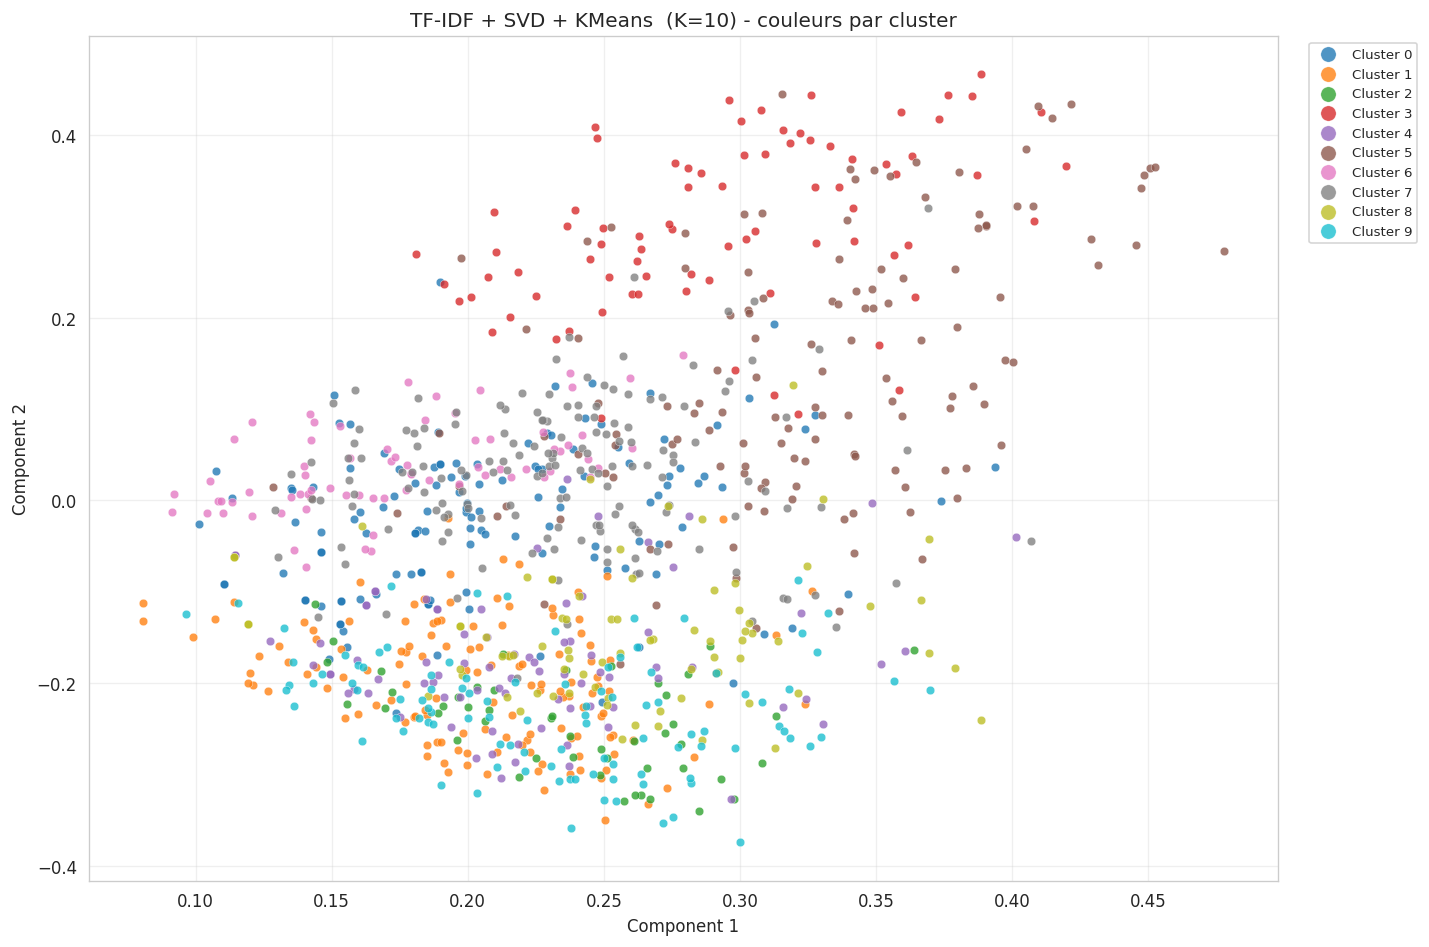 TF-IDF + SVD + KMeans  (K=10) - couleurs par cluster
Cluster 0
Cluster 1
Cluster 2
Cluster 3
Cluster 4
Cluster 5
Cluster 6
Cluster 7
Cluster 8
Cluster 9
Component 2
0.4
0.2
0.0
−0.2
−0.4
0.10
0.15
0.20
0.25
0.30
0.35
0.40
0.45
Component 1